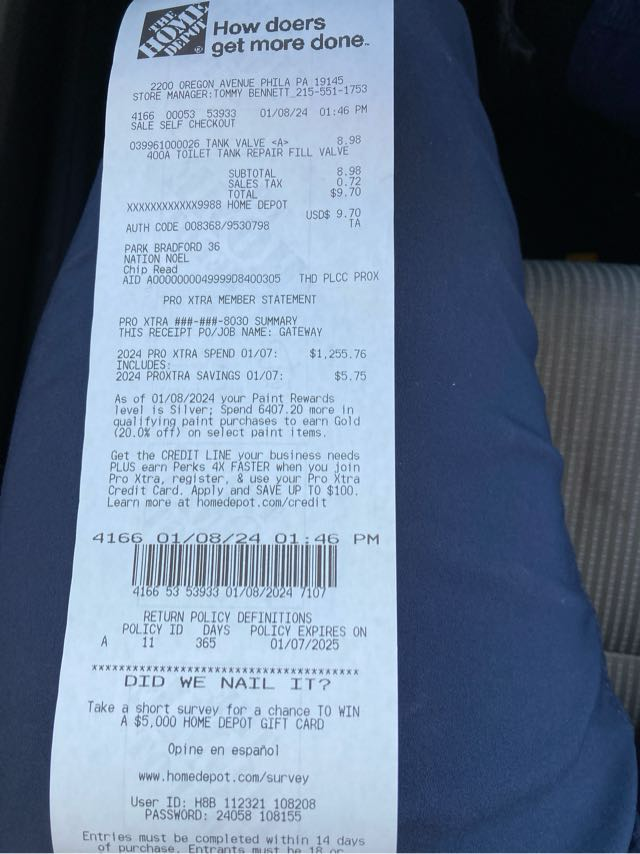 THE HOME DEPOT ®
How doers
get more done.™
2200 OREGON AVENUE PHILA PA 19145
STORE MANAGER:TOMMY BENNETT 215-551-1753
4166 00053 53933 01/08/24 01:46 PM
SALE SELF CHECKOUT
039961000026 TANK VALVE <A> 8.98
400A TOILET TANK REPAIR FILL VALVE
SUBTOTAL 8.98
SALES TAX 0.72
TOTAL $9.70
XXXXXXXXXXXX9988 HOME DEPOT
USD$ 9.70
AUTH CODE 008368/9530798 TA
PARK BRADFORD 36
NATION NOEL
Chip Read
AID A0000000049999D8400305 THD PLCC PROX
PRO XTRA MEMBER STATEMENT
PRO XTRA ###-###-8030 SUMMARY
THIS RECEIPT PO/JOB NAME: GATEWAY
2024 PRO XTRA SPEND 01/07: $1,255.76
INCLUDES:
2024 PROXTRA SAVINGS 01/07: $5.75
As of 01/08/2024 your Paint Rewards
level is Silver; Spend 6407.20 more in
qualifying paint purchases to earn Gold
(20.0% off) on select paint items.
Get the CREDIT LINE your business needs
PLUS earn Perks 4X FASTER when you join
Pro Xtra, register, & use your Pro Xtra
Credit Card. Apply and SAVE UP TO $100.
Learn more at homedepot.com/credit
4166 01/08/24 01:46 PM
4166 53 53933 01/08/2024 7107
RETURN POLICY DEFINITIONS
POLICY ID DAYS POLICY EXPIRES ON
A 11 365 01/07/2025
****************************************
DID WE NAIL IT?
Take a short survey for a chance TO WIN
A $5,000 HOME DEPOT GIFT CARD
Opine en español
www.homedepot.com/survey
User ID: H8B 112321 108208
PASSWORD: 24058 108155
Entries must be completed within 14 days
of purchase. Entrants must be 18 or